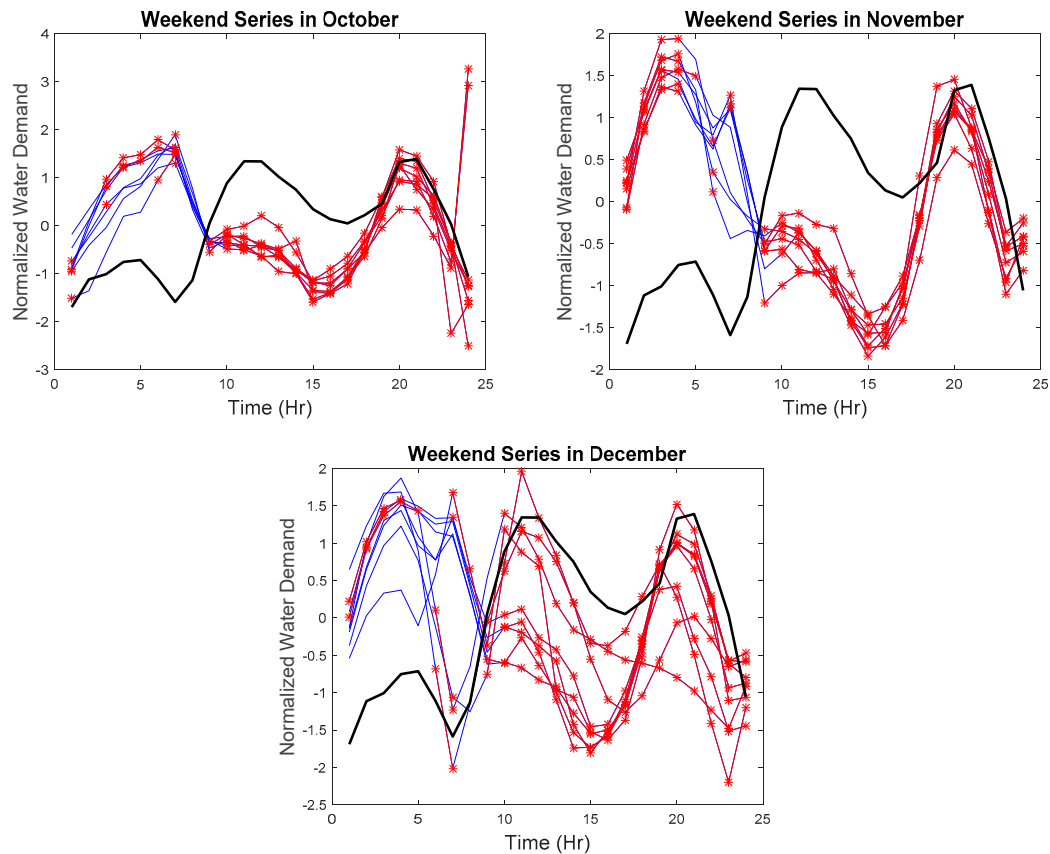 Weekend Series in October
Normalized Water Demand
4
3
2
1
0
-1
-2
-3
0 5 10 15 20 25
Time (Hr)
Weekend Series in November
Normalized Water Demand
2
1.5
1
0.5
0
-0.5
-1
-1.5
-2
0 5 10 15 20 25
Time (Hr)
Weekend Series in December
Normalized Water Demand
2
1.5
1
0.5
0
-0.5
-1
-1.5
-2
-2.5
0 5 10 15 20 25
Time (Hr)